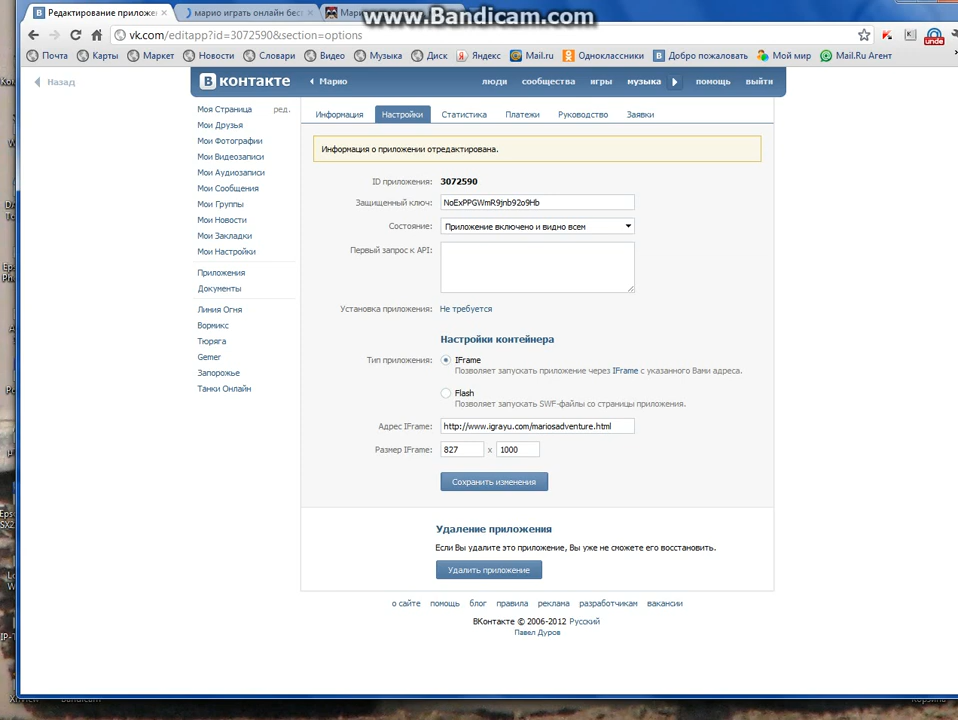 www.Bandicam.com
Редактирование приложе
марио играть онлайн бес
Мари
vk.com/editapp?id=3072590&section=options
Почта
Карты
Маркет
Новости
Словари
Видео
Музыка
Диск
Яндекс
Mail.ru
Одноклассники
Добро пожаловать
Мой мир
Mail.Ru Агент
Назад
В контакте
Марио
люди
сообщества
игры
музыка
помощь
выйти
Моя Страница ред.
Мои Друзья
Мои Фотографии
Мои Видеозаписи
Мои Аудиозаписи
Мои Сообщения
Мои Группы
Мои Новости
Мои Закладки
Мои Настройки
Приложения
Документы
Линия Огня
Вормикс
Тюряга
Gemer
Запорожье
Танки Онлайн
Информация
Настройки
Статистика
Платежи
Руководство
Заявки
Информация о приложении отредактирована.
ID приложения: 3072590
Защищенный ключ: NoExPPGWmR9jnb92o9Hb
Состояние: Приложение включено и видно всем
Первый запрос к API:
Установка приложения: Не требуется
Настройки контейнера
Тип приложения: IFrame
Позволяет запускать приложение через IFrame с указанного Вами адреса.
Flash
Позволяет запускать SWF-файлы со страницы приложения.
Адрес IFrame: http://www.igrayu.com/mariosadventure.html
Размер IFrame: 827 x 1000
Сохранить изменения
Удаление приложения
Если Вы удалите это приложение, Вы уже не сможете его восстановить.
Удалить приложение
о сайте
помощь
блог
правила
реклама
разработчикам
вакансии
ВКонтакте © 2006-2012 Русский
Павел Дуров